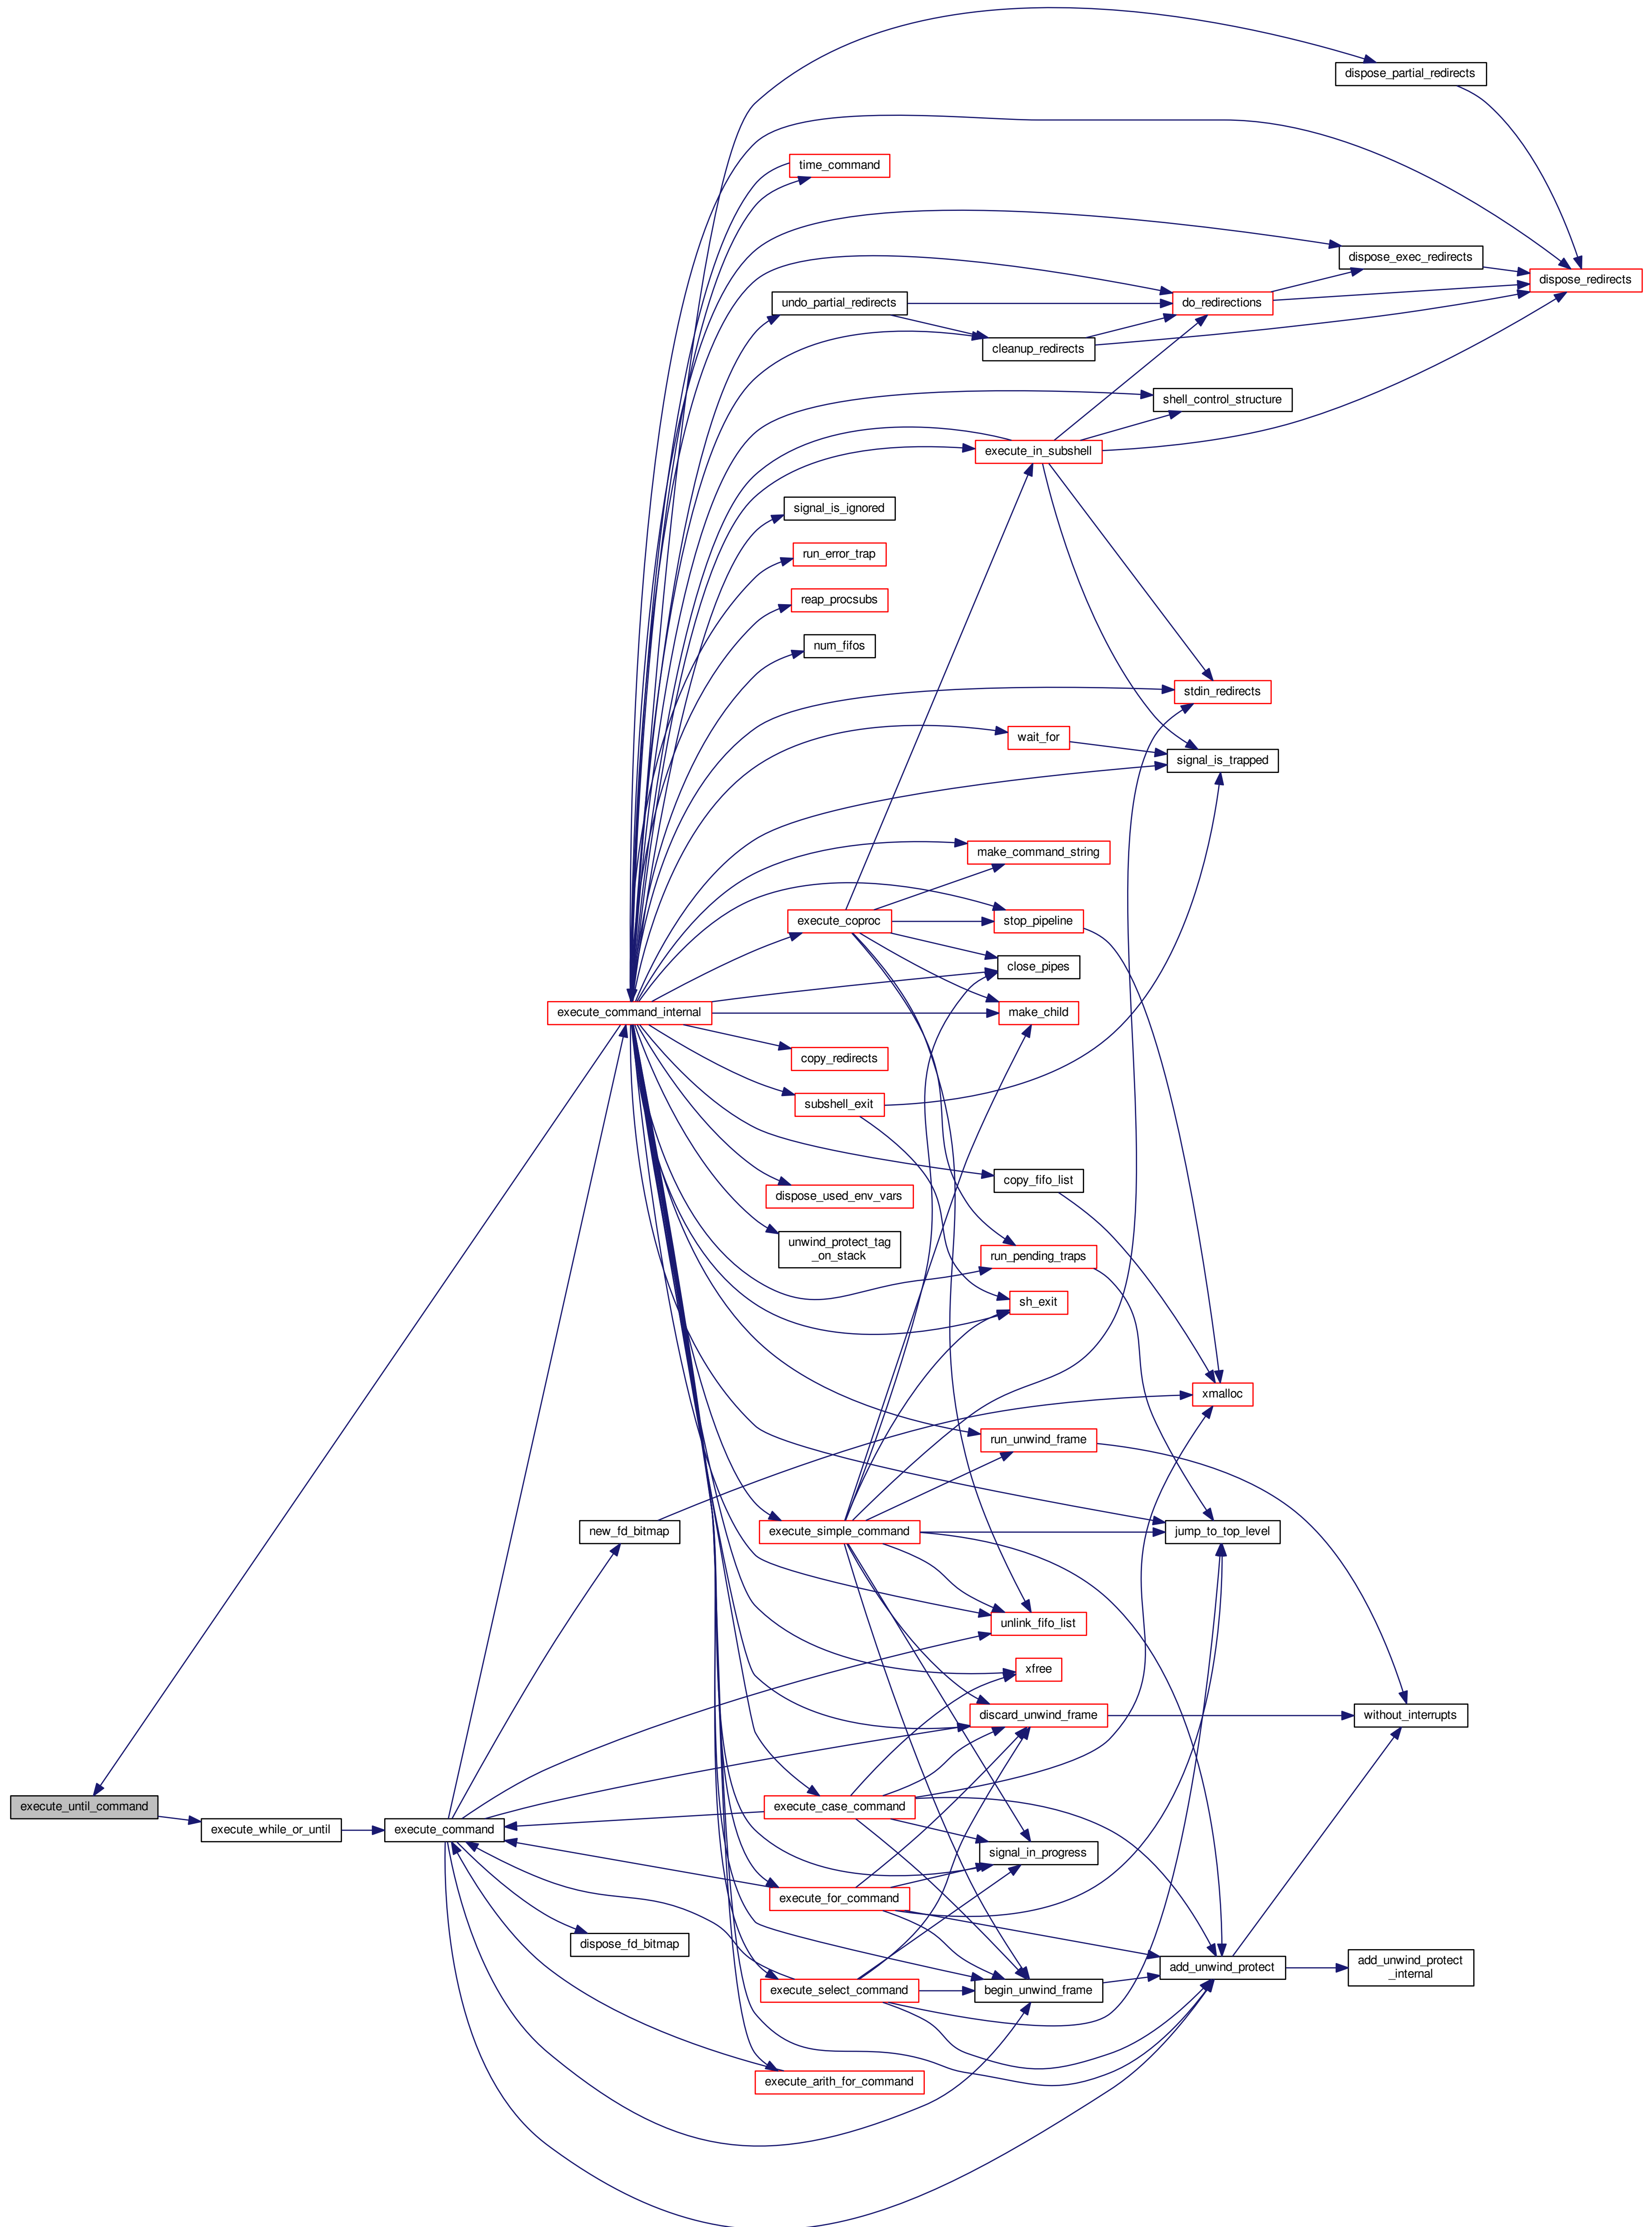 dispose_partial_redirects
time_command
dispose_exec_redirects
dispose_redirects
undo_partial_redirects
do_redirections
cleanup_redirects
shell_control_structure
execute_in_subshell
signal_is_ignored
run_error_trap
reap_procsubs
num_fifos
stdin_redirects
wait_for
signal_is_trapped
make_command_string
execute_coproc
stop_pipeline
close_pipes
execute_command_internal
make_child
copy_redirects
subshell_exit
copy_fifo_list
dispose_used_env_vars
unwind_protect_tag
_on_stack
run_pending_traps
sh_exit
xmalloc
run_unwind_frame
new_fd_bitmap
execute_simple_command
jump_to_top_level
unlink_fifo_list
xfree
discard_unwind_frame
without_interrupts
execute_until_command
execute_while_or_until
execute_command
execute_case_command
signal_in_progress
execute_for_command
dispose_fd_bitmap
add_unwind_protect
add_unwind_protect
_internal
execute_select_command
begin_unwind_frame
execute_arith_for_command